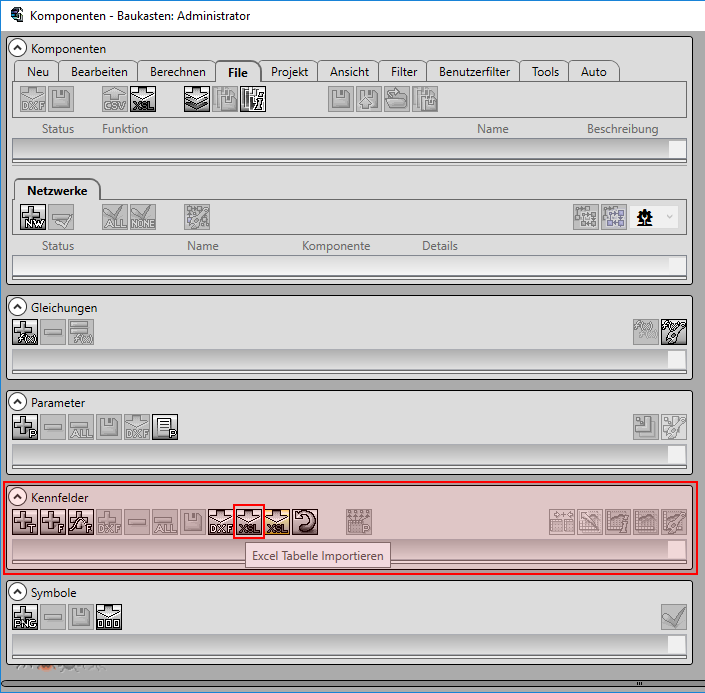 Komponenten - Baukasten: Administrator
Komponenten
Neu Bearbeiten Berechnen File Projekt Ansicht Filter Benutzerfilter Tools Auto
DXF CSV XSL
Status Funktion Name Beschreibung
Netzwerke
NW ALL NONE
Status Name Komponente Details
Gleichungen
f(x)
Parameter
P ALL DXF P
Kennfelder
T F F DXF ALL DXF XSL XSL P
Excel Tabelle Importieren
Symbole
PNG